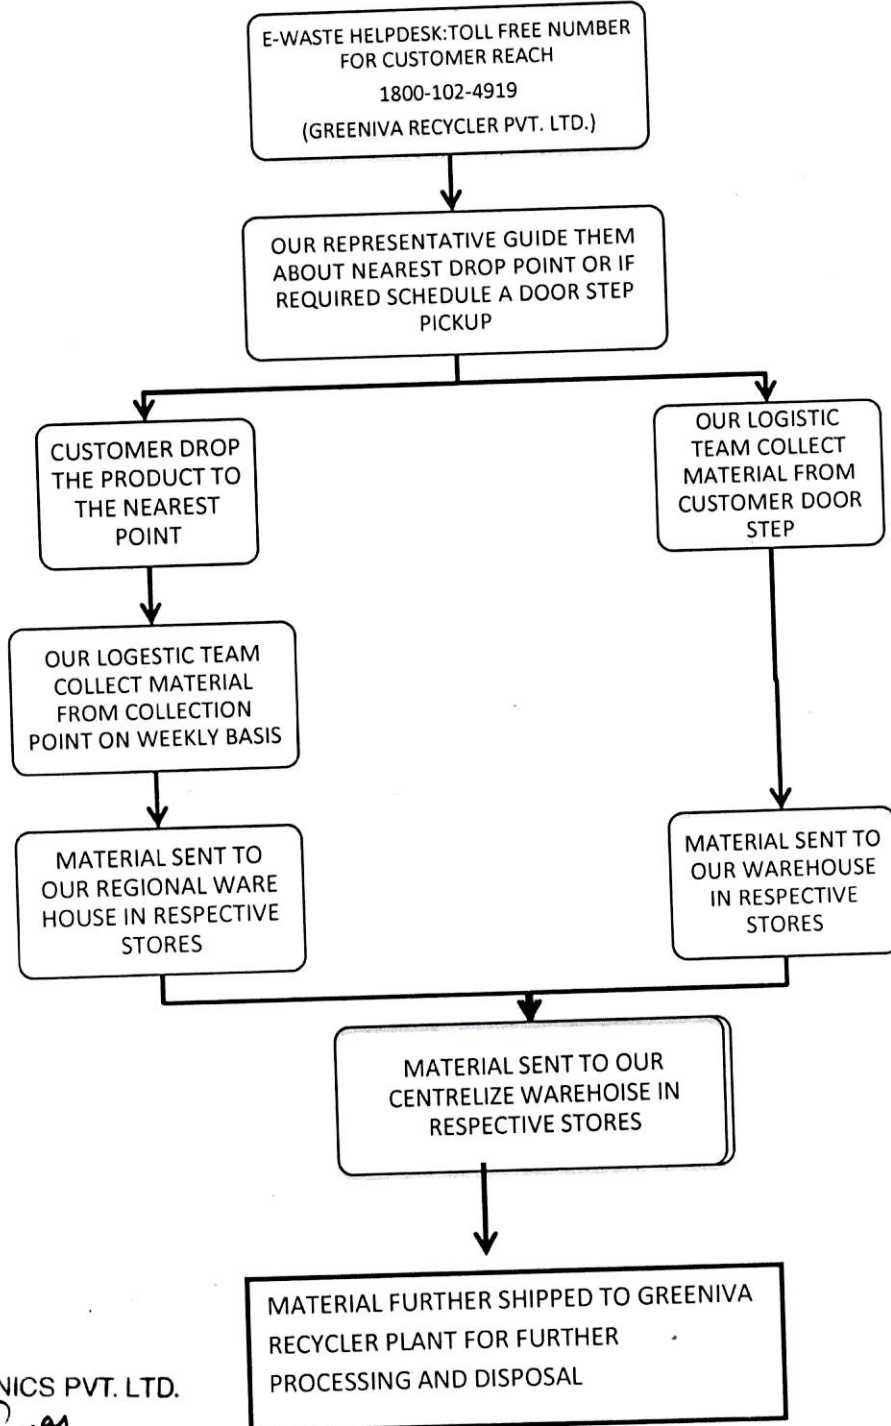 E-WASTE HELPDESK:TOLL FREE NUMBER
FOR CUSTOMER REACH
1800-102-4919
(GREENIVA RECYCLER PVT. LTD.)
OUR REPRESENTATIVE GUIDE THEM
ABOUT NEAREST DROP POINT OR IF
REQUIRED SCHEDULE A DOOR STEP
PICKUP
CUSTOMER DROP
THE PRODUCT TO
THE NEAREST
POINT
OUR LOGESTIC TEAM
COLLECT MATERIAL
FROM COLLECTION
POINT ON WEEKLY BASIS
MATERIAL SENT TO
OUR REGIONAL WARE
HOUSE IN RESPECTIVE
STORES
OUR LOGISTIC
TEAM COLLECT
MATERIAL FROM
CUSTOMER DOOR
STEP
MATERIAL SENT TO
OUR WAREHOUSE
IN RESPECTIVE
STORES
MATERIAL SENT TO OUR
CENTRELIZE WAREHOISE IN
RESPECTIVE STORES
MATERIAL FURTHER SHIPPED TO GREENIVA
RECYCLER PLANT FOR FURTHER
PROCESSING AND DISPOSAL
NICS PVT. LTD.